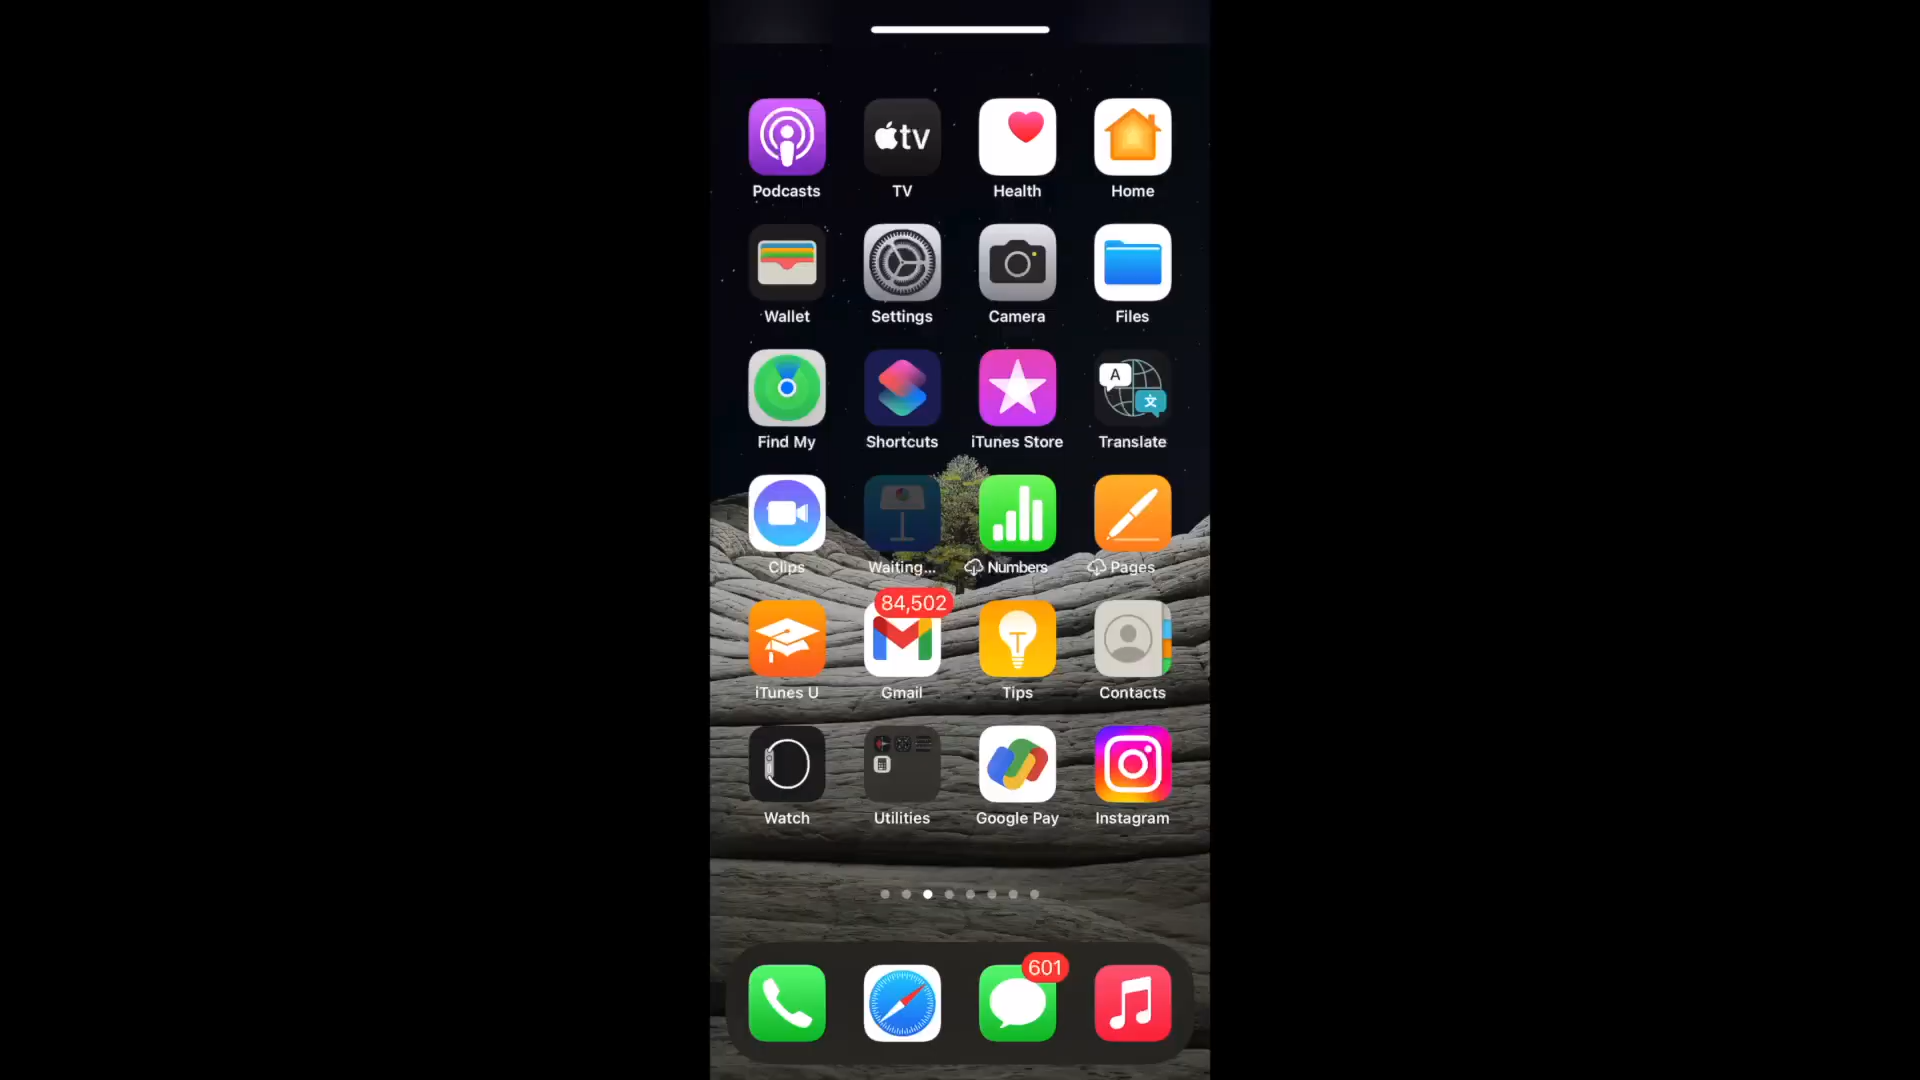 tv
Podcasts TV Health Home
Wallet Settings Camera Files
A
文
Find My Shortcuts iTunes Store Translate
Clips Waiting... Numbers Pages
84,502
iTunes U Gmail Tips Contacts
Watch Utilities Google Pay Instagram
601